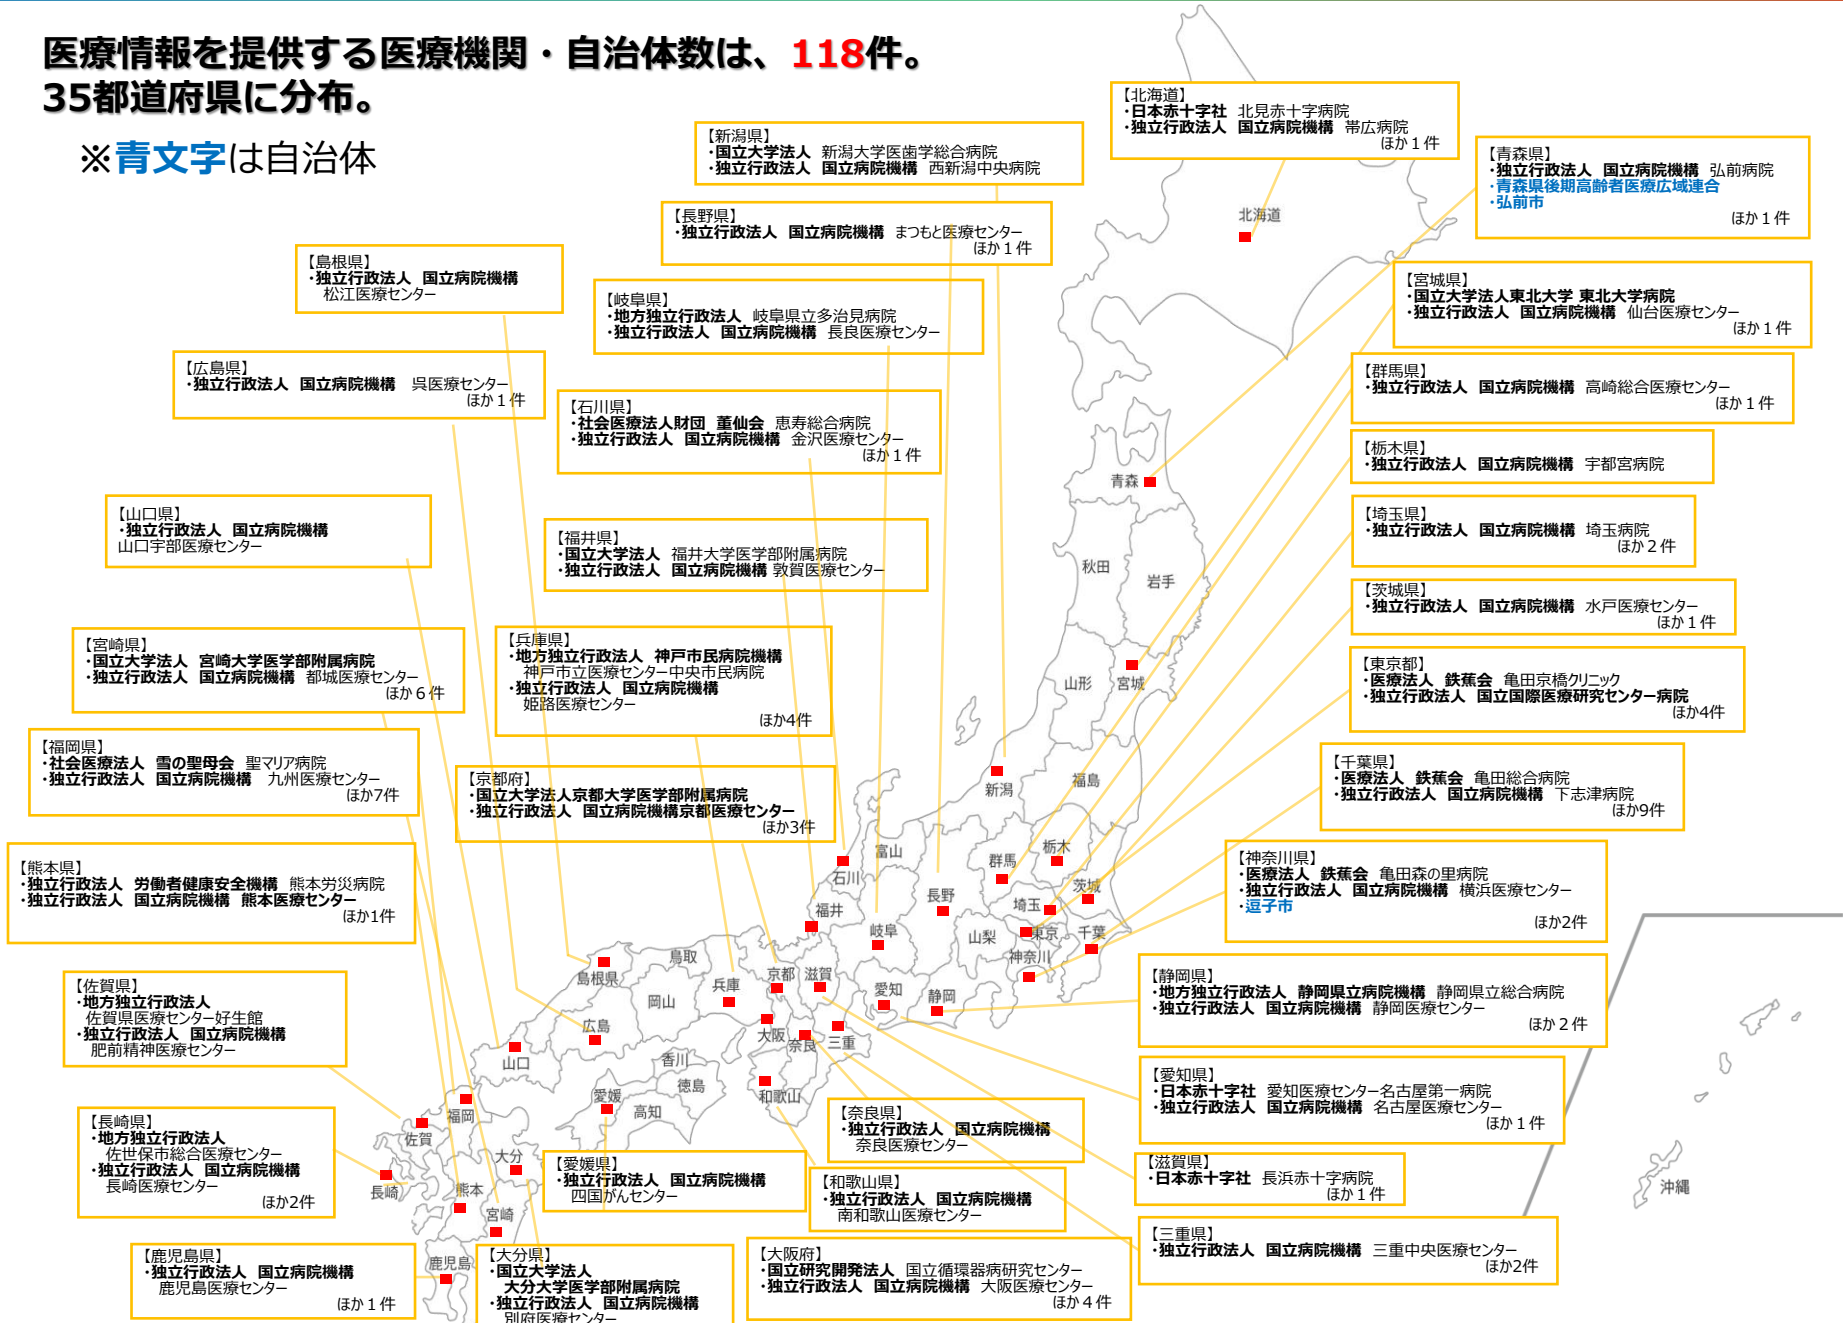 医療情報を提供する医療機関・自治体数は、118件。
35都道府県に分布。
※青文字は自治体
【北海道】
・日本赤十字社 北見赤十字病院
・独立行政法人 国立病院機構 帯広病院
ほか１件
【青森県】
・独立行政法人 国立病院機構 弘前病院
・青森県後期高齢者医療広域連合
・弘前市
ほか１件
【新潟県】
・国立大学法人 新潟大学医歯学総合病院
・独立行政法人 国立病院機構 西新潟中央病院
【長野県】
・独立行政法人 国立病院機構 まつもと医療センター
ほか１件
【島根県】
・独立行政法人 国立病院機構
松江医療センター
【岐阜県】
・地方独立行政法人 岐阜県立多治見病院
・独立行政法人 国立病院機構 長良医療センター
【宮城県】
・国立大学法人東北大学 東北大学病院
・独立行政法人 国立病院機構 仙台医療センター
ほか１件
【広島県】
・独立行政法人 国立病院機構 呉医療センター
ほか１件
【石川県】
・社会医療法人財団 董仙会 恵寿総合病院
・独立行政法人 国立病院機構 金沢医療センター
ほか１件
【群馬県】
・独立行政法人 国立病院機構 高崎総合医療センター
ほか１件
【栃木県】
・独立行政法人 国立病院機構 宇都宮病院
【山口県】
・独立行政法人 国立病院機構
山口宇部医療センター
【福井県】
・国立大学法人 福井大学医学部附属病院
・独立行政法人 国立病院機構 敦賀医療センター
【埼玉県】
・独立行政法人 国立病院機構 埼玉病院
ほか２件
【茨城県】
・独立行政法人 国立病院機構 水戸医療センター
ほか１件
【宮崎県】
・国立大学法人 宮崎大学医学部附属病院
・独立行政法人 国立病院機構 都城医療センター
ほか６件
【兵庫県】
・地方独立行政法人 神戸市民病院機構
神戸市立医療センター中央市民病院
・独立行政法人 国立病院機構
姫路医療センター
ほか4件
【東京都】
・医療法人 鉄蕉会 亀田京橋クリニック
・独立行政法人 国立国際医療研究センター病院
ほか4件
【福岡県】
・社会医療法人 雪の聖母会 聖マリア病院
・独立行政法人 国立病院機構 九州医療センター
ほか7件
【京都府】
・国立大学法人京都大学医学部附属病院
・独立行政法人 国立病院機構京都医療センター
ほか3件
【千葉県】
・医療法人 鉄蕉会 亀田総合病院
・独立行政法人 国立病院機構 下志津病院
ほか9件
【熊本県】
・独立行政法人 労働者健康安全機構 熊本労災病院
・独立行政法人 国立病院機構 熊本医療センター
ほか1件
【神奈川県】
・医療法人 鉄蕉会 亀田森の里病院
・独立行政法人 国立病院機構 横浜医療センター
・逗子市
ほか2件
【佐賀県】
・地方独立行政法人
佐賀県医療センター好生館
・独立行政法人 国立病院機構
肥前精神医療センター
【静岡県】
・地方独立行政法人 静岡県立病院機構 静岡県立総合病院
・独立行政法人 国立病院機構 静岡医療センター
ほか２件
【愛知県】
・日本赤十字社 愛知医療センター名古屋第一病院
・独立行政法人 国立病院機構 名古屋医療センター
ほか１件
【長崎県】
・地方独立行政法人
佐世保市総合医療センター
・独立行政法人 国立病院機構
長崎医療センター
ほか2件
【奈良県】
・独立行政法人 国立病院機構
奈良医療センター
【愛媛県】
・独立行政法人 国立病院機構
四国がんセンター
【和歌山県】
・独立行政法人 国立病院機構
南和歌山医療センター
【滋賀県】
・日本赤十字社 長浜赤十字病院
ほか１件
【三重県】
・独立行政法人 国立病院機構 三重中央医療センター
ほか2件
【鹿児島県】
・独立行政法人 国立病院機構
鹿児島医療センター
ほか１件
【大分県】
・国立大学法人
大分大学医学部附属病院
・独立行政法人 国立病院機構
別府医療センター
【大阪府】
・国立研究開発法人 国立循環器病研究センター
・独立行政法人 国立病院機構 大阪医療センター
ほか４件
北海道
青森
秋田
岩手
山形
宮城
新潟
福島
富山
石川
群馬
栃木
茨城
長野
埼玉
福井
岐阜
山梨
東京
千葉
神奈川
鳥取
島根県
兵庫
京都
滋賀
愛知
静岡
岡山
広島
大阪
奈良
三重
山口
香川
徳島
愛媛
高知
和歌山
福岡
佐賀
大分
長崎
熊本
宮崎
鹿児島
沖縄